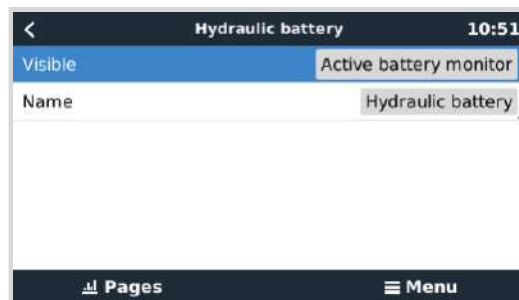 Hydraulic battery 10:51
Visible Active battery monitor
Name Hydraulic battery
Pages Menu